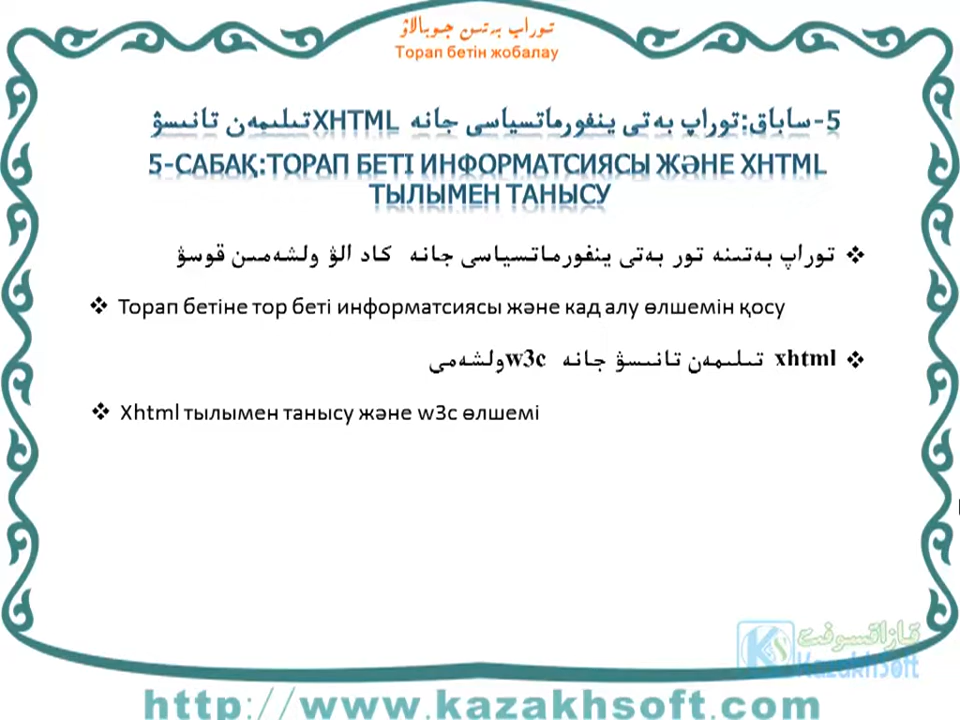 توراپ بەتىن جوبالاۋ
Торап бетін жобалау
5-ساباق:توراپ بەتى ينفورماتسياسى جانە XHTML تىلىمەن تانىسۋ
5-САБАҚ:ТОРАП БЕТІ ИНФОРМАТСИЯСЫ ЖӘНЕ XHTML
ТЫЛЫМЕН ТАНЫСУ
❖ توراپ بەتىنە تور بەتى ينفورماتسياسى جانە كاد الۋ ولشەمىن قوسۋ
❖ Торап бетіне тор беті информатсиясы және кад алу өлшемін қосу
❖ xhtml تىلىمەن تانىسۋ جانە w3c ولشەمى
❖ Xhtml тылымен танысу және w3c өлшемі
قازاقسوفت
KazakhSoft
http://www.kazakhsoft.com